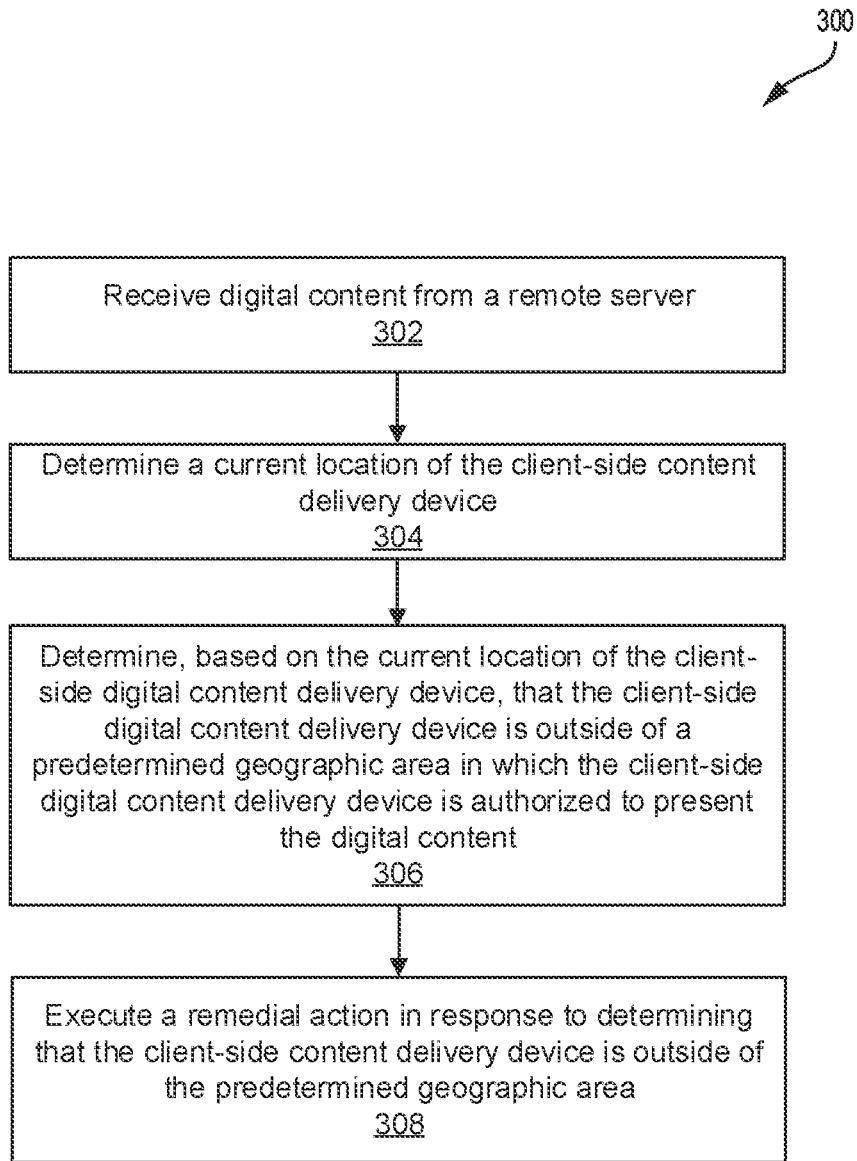 300
Receive digital content from a remote server
302
Determine a current location of the client-side content
delivery device
304
Determine, based on the current location of the client-
side digital content delivery device, that the client-side
digital content delivery device is outside of a
predetermined geographic area in which the client-side
digital content delivery device is authorized to present
the digital content
306
Execute a remedial action in response to determining
that the client-side content delivery device is outside of
the predetermined geographic area
308